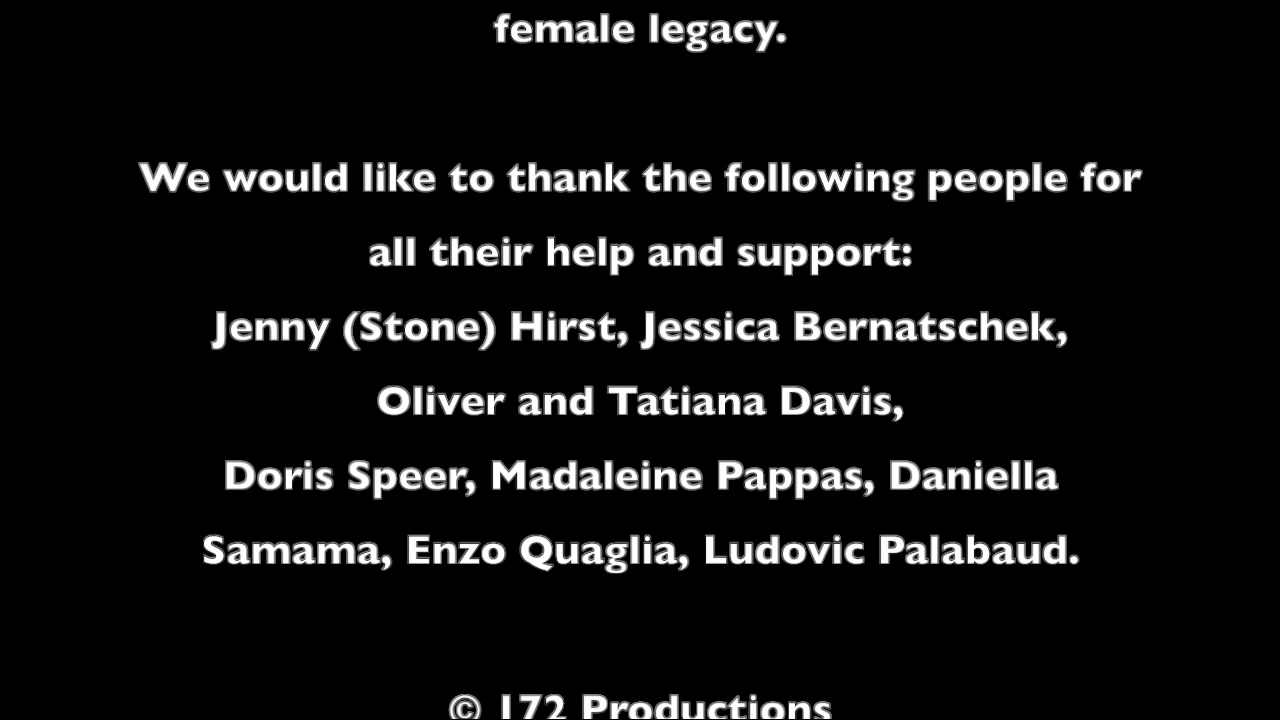 female legacy.
We would like to thank the following people for
all their help and support:
Jenny (Stone) Hirst, Jessica Bernatschek,
Oliver and Tatiana Davis,
Doris Speer, Madaleine Pappas, Daniella
Samama, Enzo Quaglia, Ludovic Palabaud.
© 172 Productions